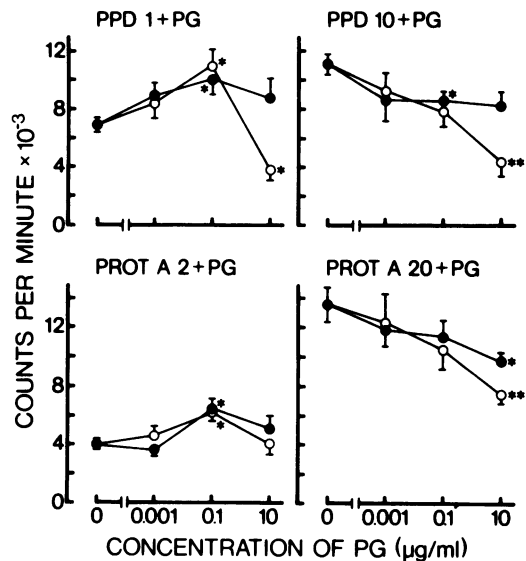 PPD 1+PG
PPD 10+PG
12
8
4
0
* * *
* **
COUNTS PER MINUTE × 10-3
PROT A 2+PG
PROT A 20+PG
12
8
4
0
* *
* **
0 0.001 0.1 10
0 0.001 0.1 10
CONCENTRATION OF PG (µg/ml)